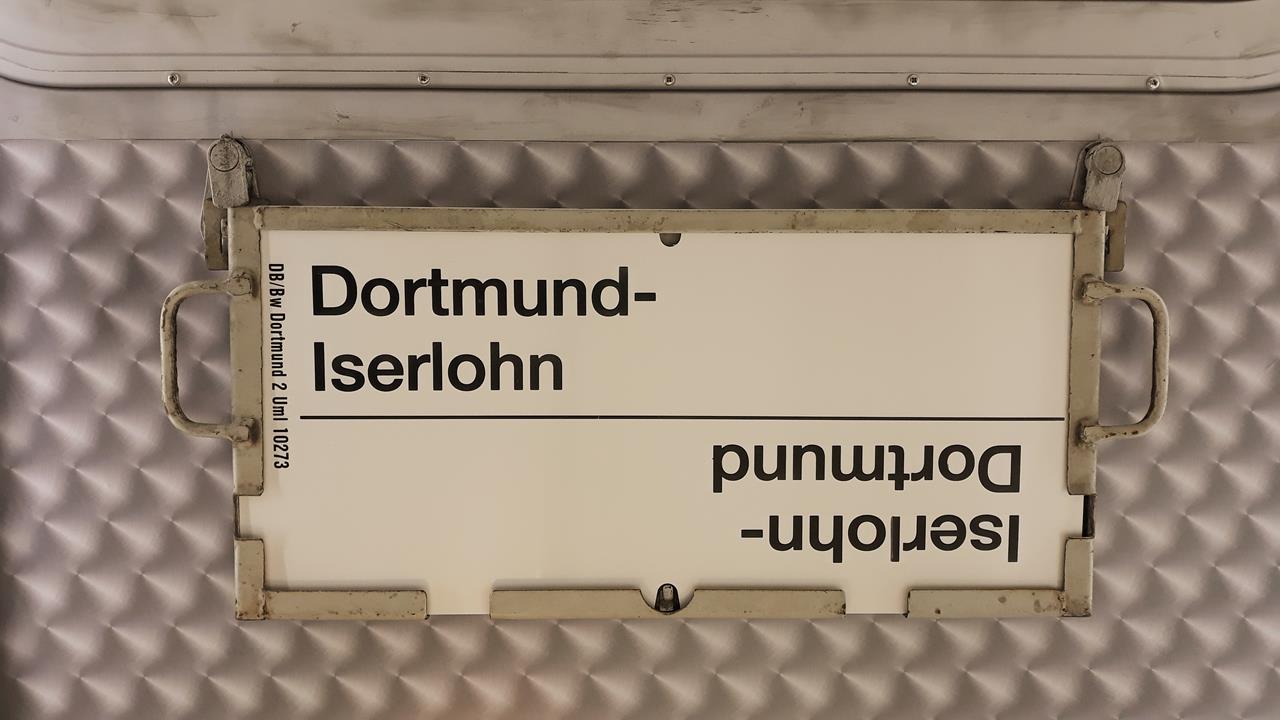 Dortmund-
Iserlohn
DB/Bw Dortmund 2 Uml 10273
Iserlohn-
Dortmund